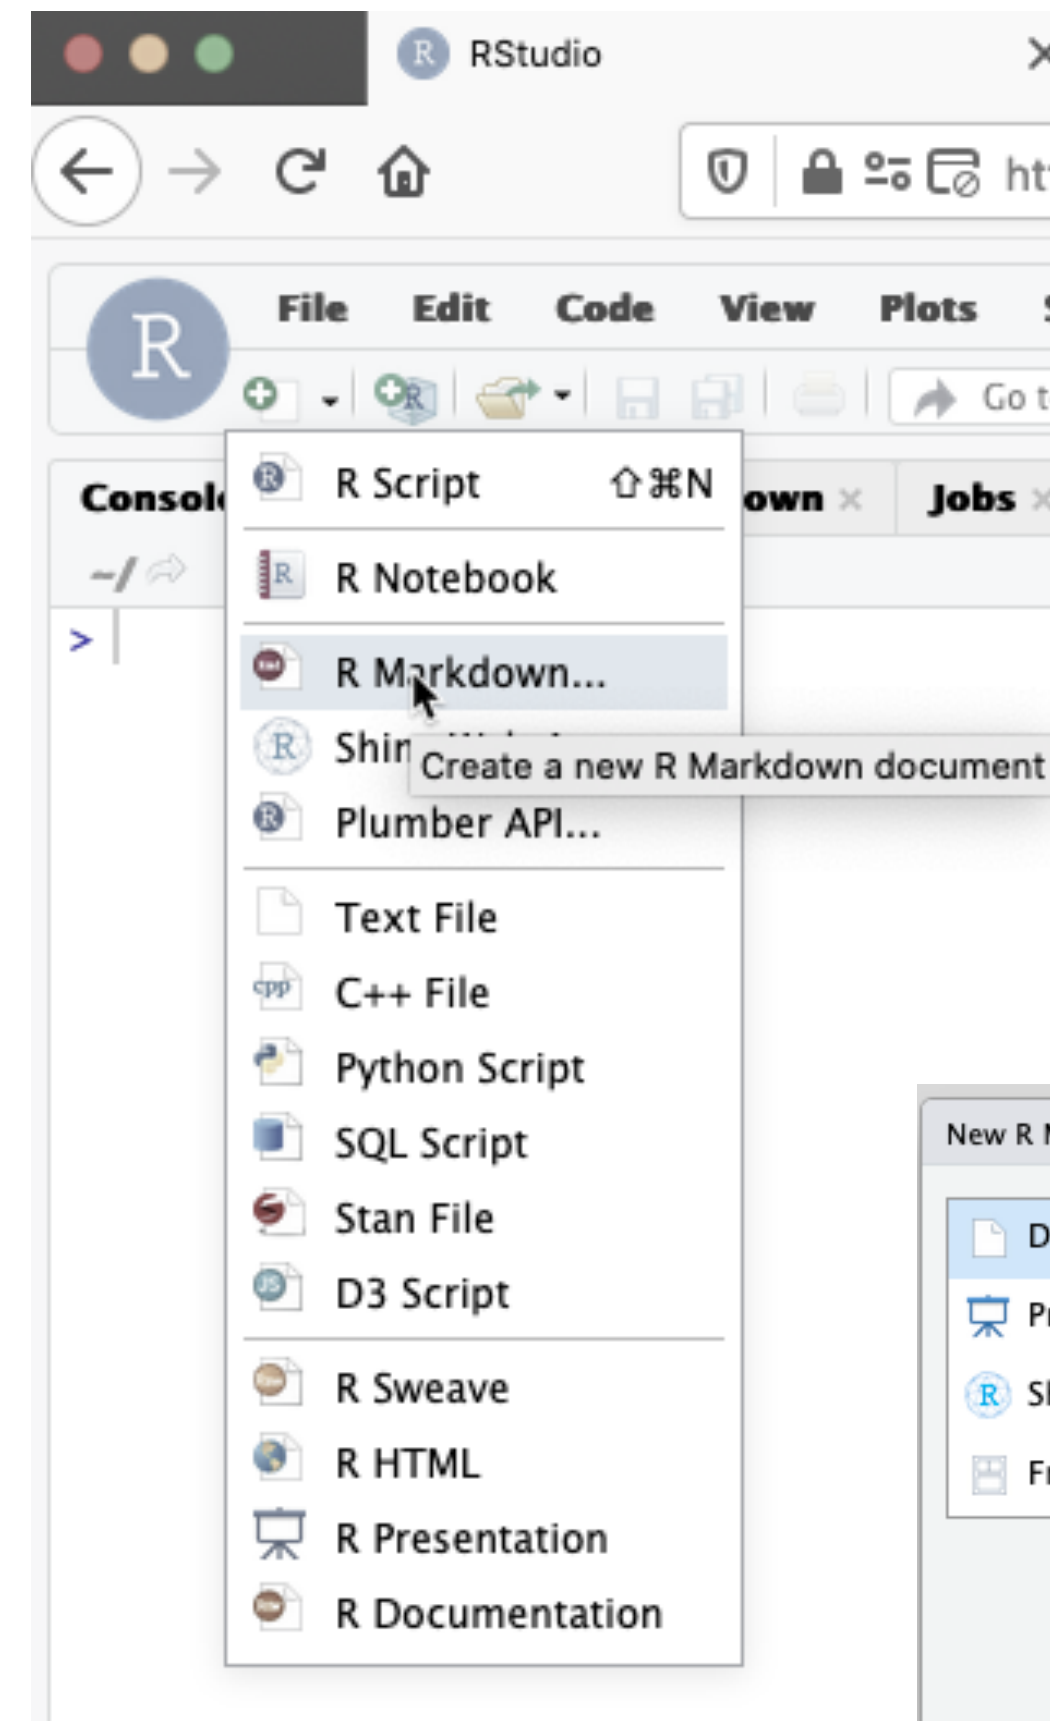 RStudio
File Edit Code View Plots
Go t
R Script ⇧⌘N
Console
own × Jobs ×
~/
R Notebook
>
R Markdown...
Create a new R Markdown document
Plumber API...
Text File
C++ File
Python Script
SQL Script
Stan File
D3 Script
R Sweave
R HTML
R Presentation
R Documentation
New R